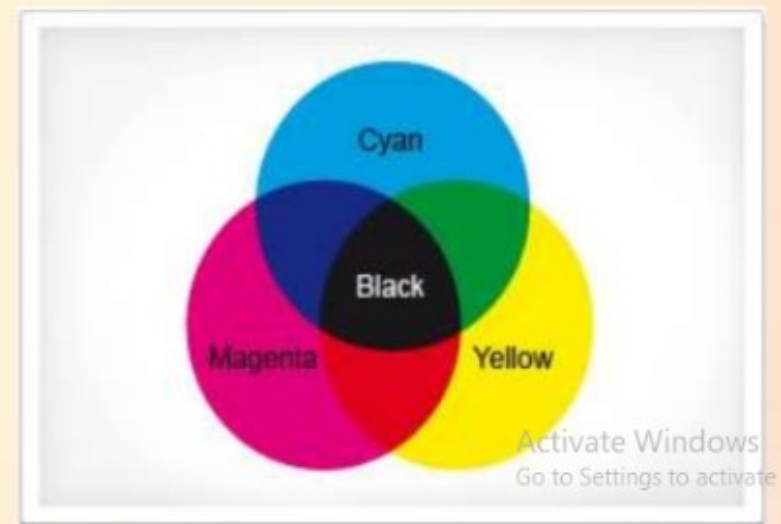 Cyan
Black
Magenta
Yellow
Activate Windows
Go to Settings to activate